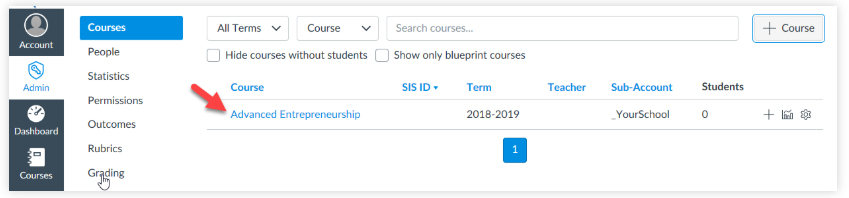 Account
Admin
Dashboard
Courses
Courses
People
Statistics
Permissions
Outcomes
Rubrics
Grading
All Terms
Course
Search courses...
+ Course
Hide courses without students
Show only blueprint courses
Course SIS ID Term Teacher Sub-Account Students
Advanced Entrepreneurship 2018-2019 _YourSchool 0
1